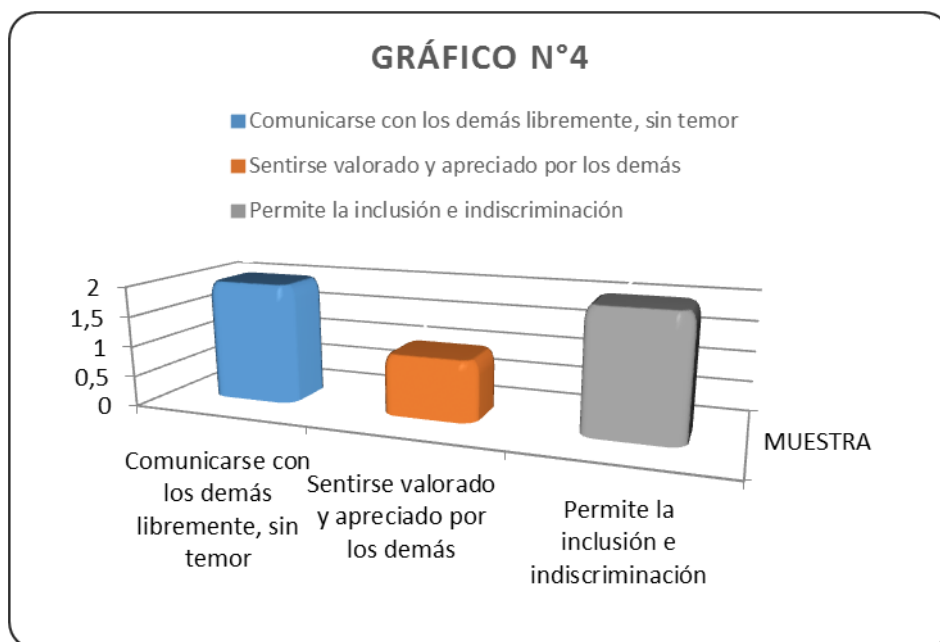 GRÁFICO N°4
Comunicarse con los demás libremente, sin temor
Sentirse valorado y apreciado por los demás
Permite la inclusión e indiscriminación
2
1,5
1
0,5
0
MUESTRA
Comunicarse con
los demás
libremente, sin
temor
Sentirse valorado
y apreciado por
los demás
Permite la
inclusión e
indiscriminación